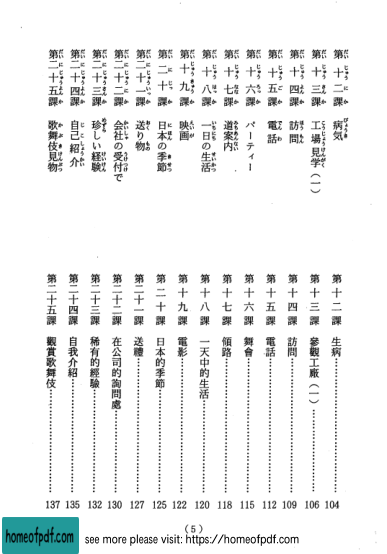 第十二課　病気
第十三課　工場見学（一）
第十四課　訪問
第十五課　電話
第十六課　パーティー
第十七課　道案内
第十八課　一日の生活
第十九課　映画
第二十課　日本の季節
第二十一課　送り物
第二十二課　会社の受付で
第二十三課　珍しい経験
第二十四課　自己紹介
第二十五課　歌舞伎見物
第十二課　生病……104
第十三課　參觀工廠（一）……106
第十四課　訪問……109
第十五課　電話……112
第十六課　舞會……115
第十七課　領路……118
第十八課　一天中的生活……120
第十九課　電影……122
第二十課　日本的季節……125
第二十一課　送禮……127
第二十二課　在公司的詢問處……130
第二十三課　稀有的經驗……132
第二十四課　自我介紹……135
第二十五課　觀賞歌舞伎……137
（5）
homeofpdf.com
see more please visit: https://homeofpdf.com